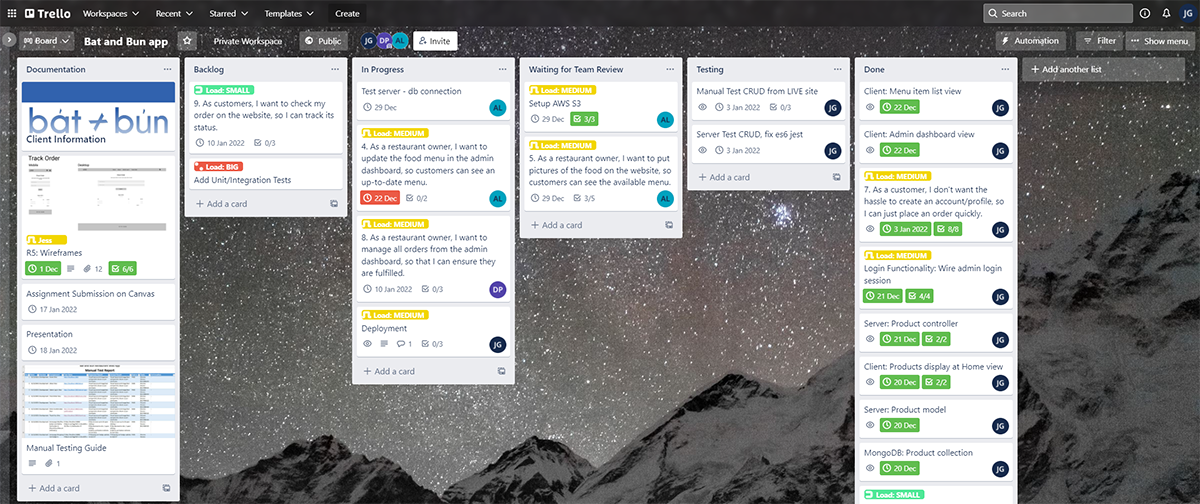 Trello
Workspaces
Recent
Starred
Templates
Create
Search
JG
Board
Bat and Bun app
Private Workspace
Public
JG
DP
AL
Invite
Automation
Filter
Show menu
Documentation
bát ≠ bún
Client Information
Track Order
Mobile
Desktop
Jess
R5: Wireframes
1 Dec
12
6/6
Assignment Submission on Canvas
17 Jan 2022
Presentation
18 Jan 2022
Manual Test Report
Manual Testing Guide
1
+ Add a card
Backlog
Load: SMALL
9. As customers, I want to check my
order on the website, so I can track its
status.
10 Jan 2022
0/3
Load: BIG
Add Unit/Integration Tests
+ Add a card
In Progress
Test server - db connection
29 Dec
AL
Load: MEDIUM
4. As a restaurant owner, I want to
update the food menu in the admin
dashboard, so customers can see an
up-to-date menu.
22 Dec
0/2
AL
Load: MEDIUM
8. As a restaurant owner, I want to
manage all orders from the admin
dashboard, so that I can ensure they
are fulfilled.
10 Jan 2022
0/3
DP
Load: MEDIUM
Deployment
1
0/3
JG
+ Add a card
Waiting for Team Review
Load: MEDIUM
Setup AWS S3
29 Dec
3/3
AL
Load: MEDIUM
5. As a restaurant owner, I want to put
pictures of the food on the website, so
customers can see the available menu.
29 Dec
3/5
AL
+ Add a card
Testing
Manual Test CRUD from LIVE site
3 Jan 2022
0/3
JG
Server Test CRUD, fix es6 jest
3 Jan 2022
JG
+ Add a card
Done
Client: Menu item list view
22 Dec
JG
Client: Admin dashboard view
22 Dec
JG
Load: MEDIUM
7. As a customer, I don't want the
hassle to create an account/profile, so
I can just place an order quickly.
3 Jan 2022
8/8
JG
Load: MEDIUM
Login Functionality: Wire admin login
session
21 Dec
4/4
JG
Server: Product controller
21 Dec
2/2
JG
Client: Products display at Home view
20 Dec
2/2
JG
Server: Product model
20 Dec
JG
MongoDB: Product collection
20 Dec
JG
Load: SMALL
+ Add another list